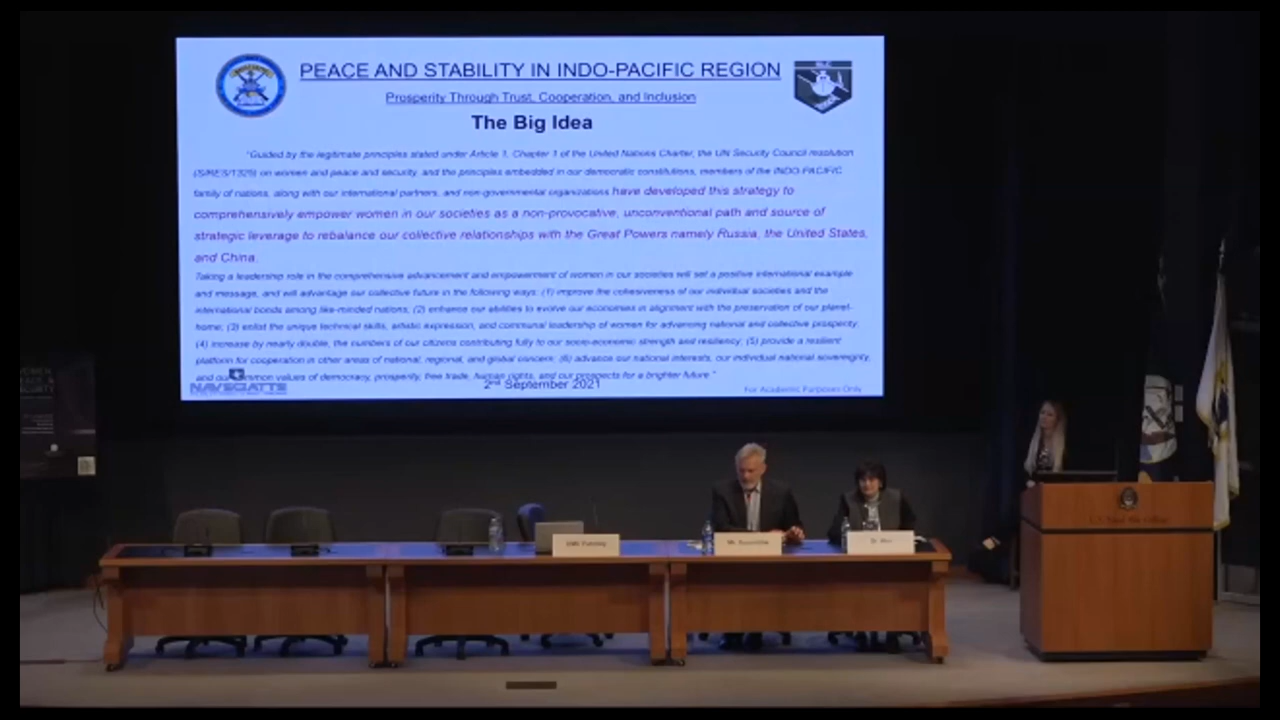 PEACE AND STABILITY IN INDO-PACIFIC REGION
Prosperity Through Trust, Cooperation, and Inclusion
The Big Idea
"Guided by the legitimate principles stated under Article 1, Chapter 1 of the United Nations Charter, the UN Security Council resolution
(S/RES/1325) on women and peace and security, and the principles embedded in our democratic constitutions, members of the INDO-PACIFIC
family of nations, along with our international partners, and non-governmental organizations have developed this strategy to
comprehensively empower women in our societies as a non-provocative, unconventional path and source of
strategic leverage to rebalance our collective relationships with the Great Powers namely Russia, the United States,
and China.
Taking a leadership role in the comprehensive advancement and empowerment of women in our societies will set a positive international example
and message, and will advantage our collective future in the following ways: (1) improve the cohesiveness of our individual societies and the
international bonds among like-minded nations; (2) enhance our abilities to evolve our economies in alignment with the preservation of our planet-
home; (3) enlist the unique technical skills, artistic expression, and communal leadership of women for advancing national and collective prosperity;
(4) increase by nearly double, the numbers of our citizens contributing fully to our socio-economic strength and resiliency; (5) provide a resilient
platform for cooperation in other areas of national, regional, and global concern; (6) advance our national interests, our individual national sovereignty,
and our common values of democracy, prosperity, free trade, human rights, and our prospects for a brighter future."
NAVSCIATTS
2nd September 2021
For Academic Purposes Only
WOMEN
PEACE &
SECURITY
Mr.
Dr.